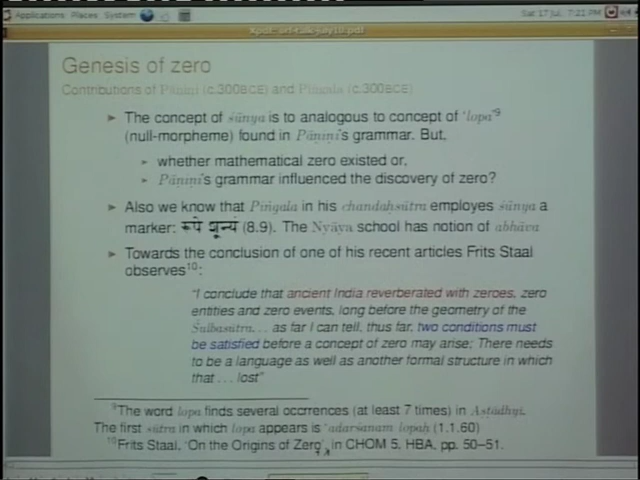 Applications Places System
Sat 17 Jul, 7:21 PM
Xpdf: art-talk-july10.pdf
Genesis of zero
Contributions of Pāṇini (c.300BCE) and Piṅgala (c.300BCE)
► The concept of śūnya is to analogous to concept of 'lopa'⁹
(null-morpheme) found in Pāṇini's grammar. But,
► whether mathematical zero existed or,
► Pāṇini's grammar influenced the discovery of zero?
► Also we know that Piṅgala in his chandaḥsūtra employes śūnya a
marker: रूपे शून्यं (8.9). The Nyāya school has notion of abhāva
► Towards the conclusion of one of his recent articles Frits Staal
observes¹⁰:
"I conclude that ancient India reverberated with zeroes, zero
entities and zero events, long before the geometry of the
Śulbasūtra... as far I can tell, thus far, two conditions must
be satisfied before a concept of zero may arise; There needs
to be a language as well as another formal structure in which
that ... lost"
⁹The word lopa finds several occrrences (at least 7 times) in Aṣṭādhyī.
The first sūtra in which lopa appears is 'adarśanam lopaḥ (1.1.60)
¹⁰Frits Staal, 'On the Origins of Zero', in CHOM 5, HBA, pp. 50–51.